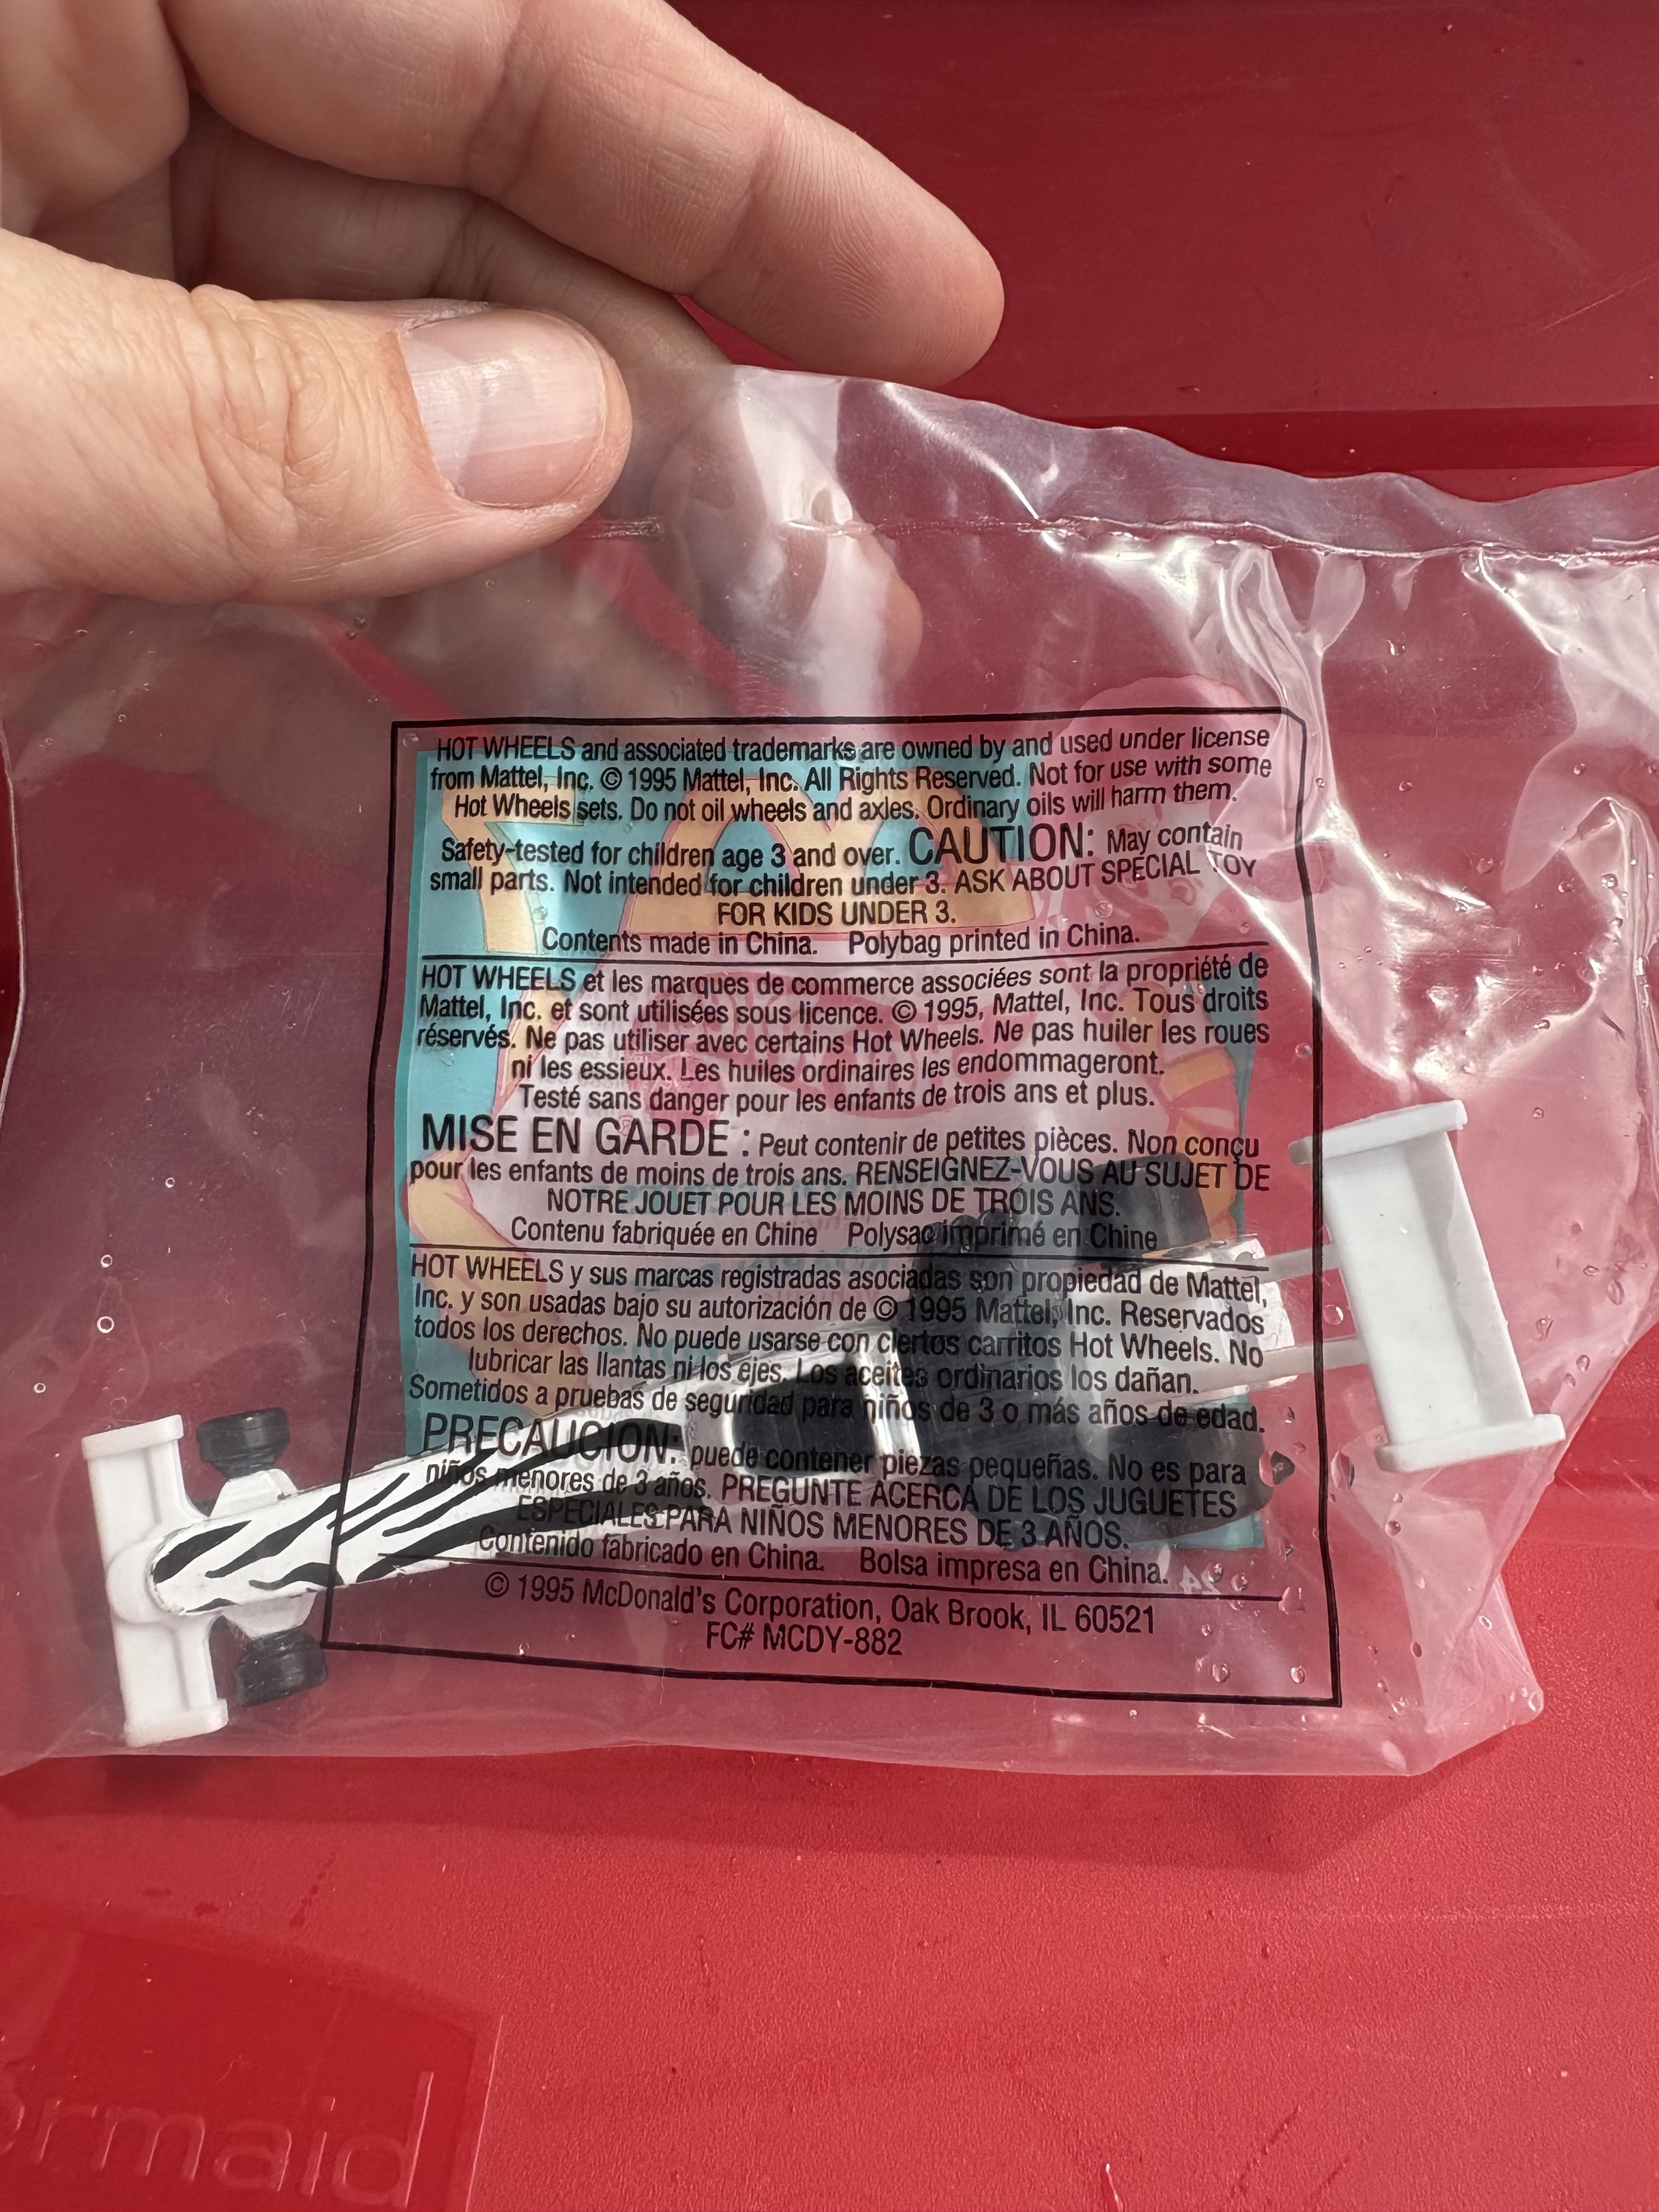 HOT WHEELS and associated trademarks are owned by and used under license
from Mattel, Inc. © 1995 Mattel, Inc. All Rights Reserved. Not for use with some
Hot Wheels sets. Do not oil wheels and axles. Ordinary oils will harm them.
Safety-tested for children age 3 and over. CAUTION: May contain
small parts. Not intended for children under 3. ASK ABOUT SPECIAL TOY
FOR KIDS UNDER 3.
Contents made in China. Polybag printed in China.
HOT WHEELS et les marques de commerce associées sont la propriété de
Mattel, Inc. et sont utilisées sous licence. © 1995, Mattel, Inc. Tous droits
réservés. Ne pas utiliser avec certains Hot Wheels. Ne pas huiler les roues
ni les essieux. Les huiles ordinaires les endommageront.
Testé sans danger pour les enfants de trois ans et plus.
MISE EN GARDE : Peut contenir de petites pièces. Non conçu
pour les enfants de moins de trois ans. RENSEIGNEZ-VOUS AU SUJET DE
NOTRE JOUET POUR LES MOINS DE TROIS ANS.
Contenu fabriquée en Chine Polysac imprimé en Chine
HOT WHEELS y sus marcas registradas asociadas son propiedad de Mattel,
Inc. y son usadas bajo su autorización de © 1995 Mattel, Inc. Reservados
todos los derechos. No puede usarse con ciertos carritos Hot Wheels. No
lubricar las llantas ni los ejes. Los aceites ordinarios los dañan.
Sometidos a pruebas de seguridad para niños de 3 o más años de edad.
PRECAUCION: puede contener piezas pequeñas. No es para
niños menores de 3 años. PREGUNTE ACERCA DE LOS JUGUETES
ESPECIALES PARA NIÑOS MENORES DE 3 AÑOS.
Contenido fabricado en China. Bolsa impresa en China.
© 1995 McDonald's Corporation, Oak Brook, IL 60521
FC# MCDY-882